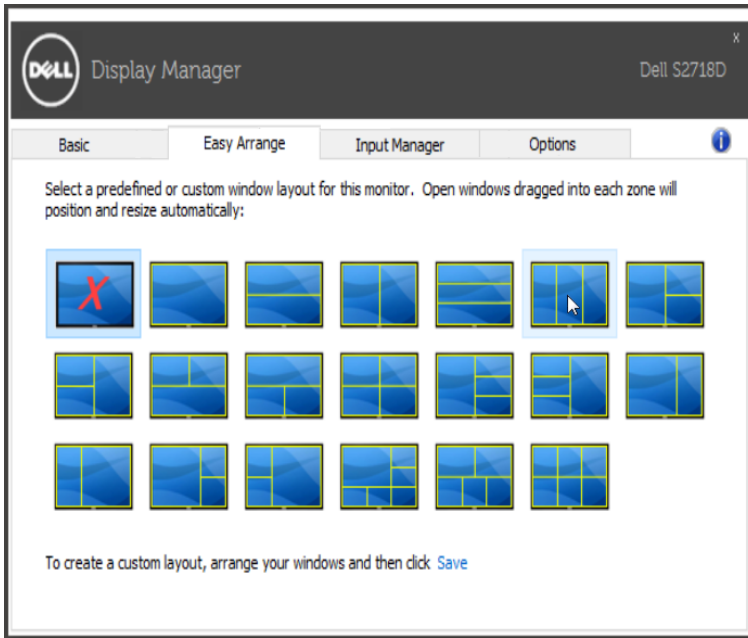 x
DELL Display Manager Dell S2718D
Basic Easy Arrange Input Manager Options i
Select a predefined or custom window layout for this monitor. Open windows dragged into each zone will
position and resize automatically:
X
To create a custom layout, arrange your windows and then click Save